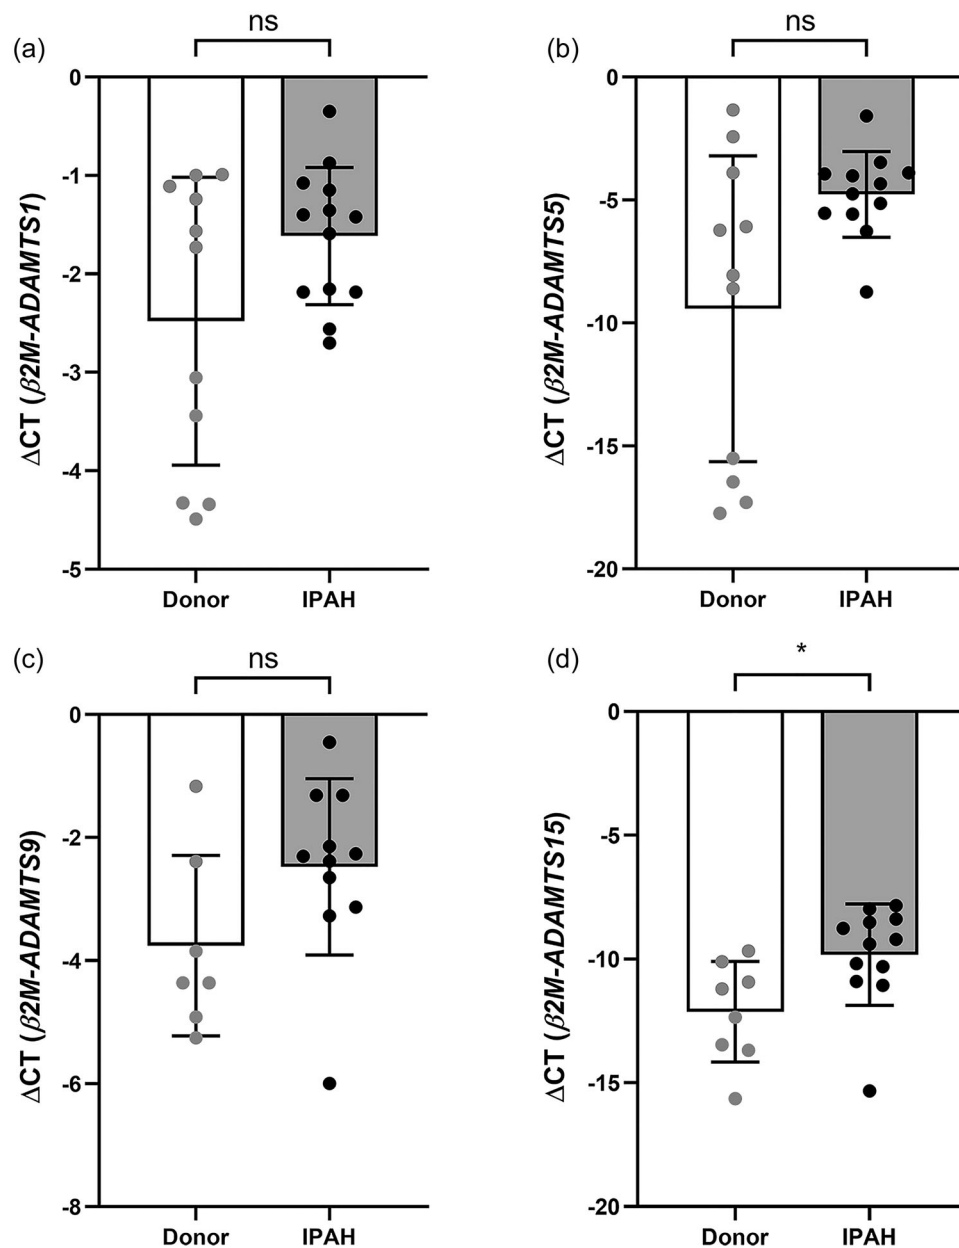 (a)
ns
ΔCT (β2M-ADAMTS1)
0
-1
-2
-3
-4
-5
Donor IPAH
(b)
ns
ΔCT (β2M-ADAMTS5)
0
-5
-10
-15
-20
Donor IPAH
(c)
ns
ΔCT (β2M-ADAMTS9)
0
-2
-4
-6
-8
Donor IPAH
(d)
*
ΔCT (β2M-ADAMTS15)
0
-5
-10
-15
-20
Donor IPAH